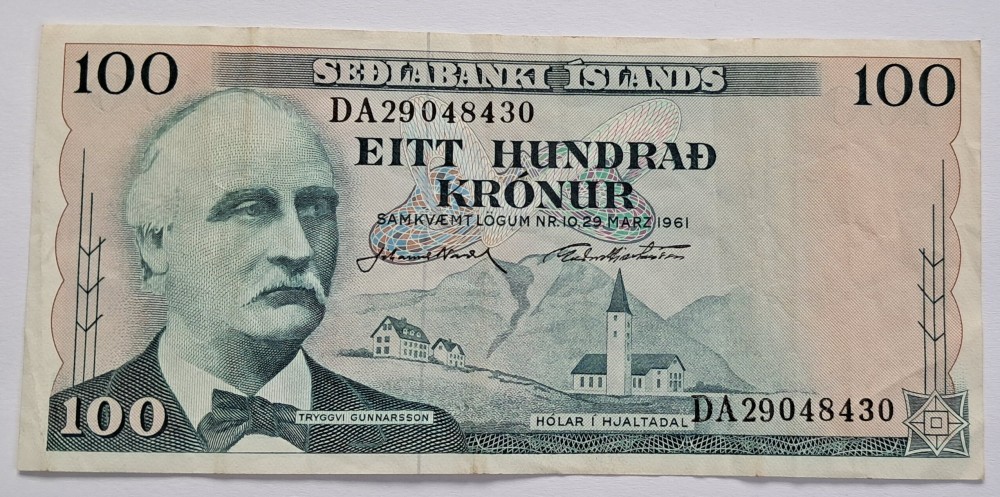 100
SEÐLABANKI ÍSLANDS
100
DA29048430
EITT HUNDRAÐ
KRÓNUR
SAMKVÆMT LÖGUM NR. 10, 29. MARZ 1961
100
TRYGGVI GUNNARSSON
HÓLAR Í HJALTADAL
DA29048430